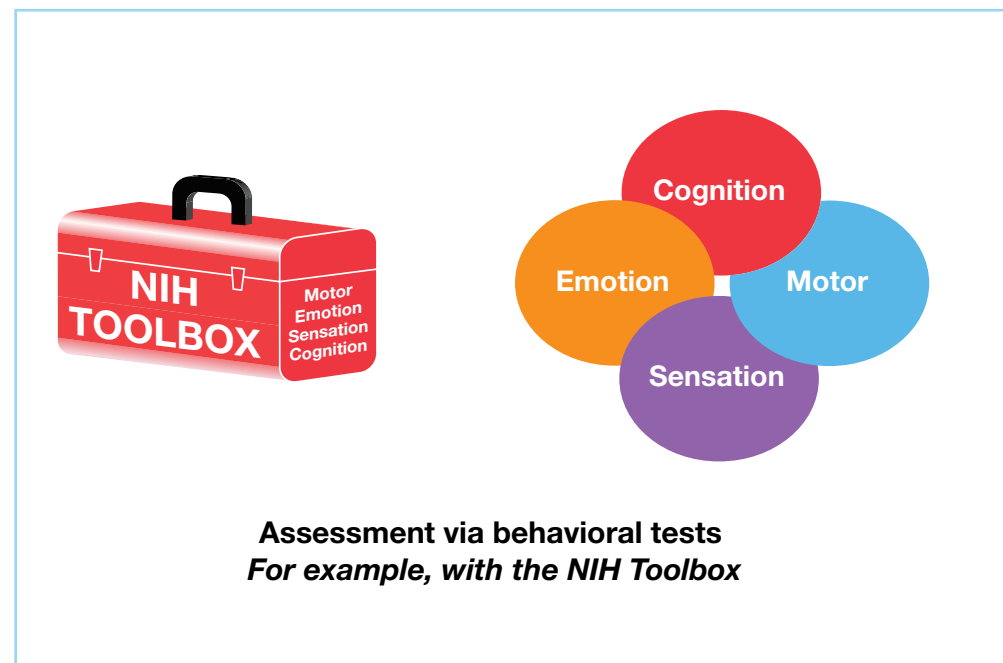 NIH
TOOLBOX
Motor
Emotion
Sensation
Cognition
Cognition
Emotion
Motor
Sensation
Assessment via behavioral tests
For example, with the NIH Toolbox